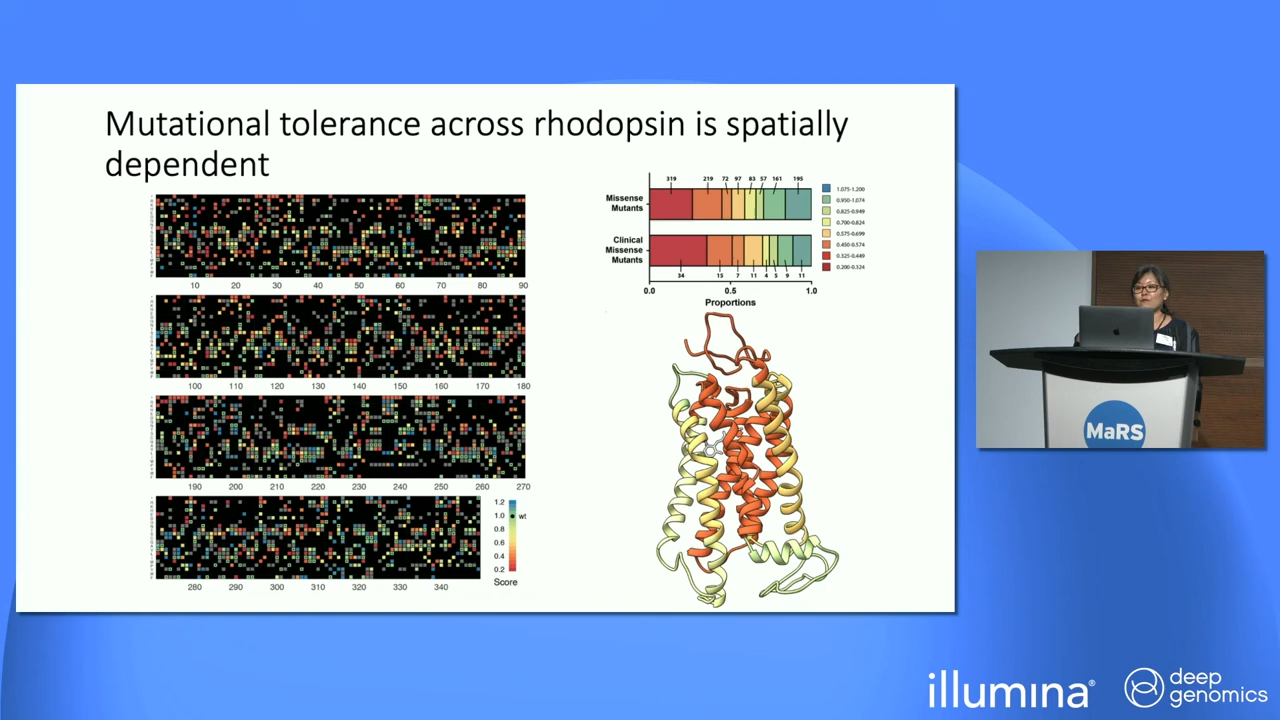 Mutational tolerance across rhodopsin is spatially
dependent
10 20 30 40 50 60 70 80 90
100 110 120 130 140 150 160 170 180
190 200 210 220 230 240 250 260 270
280 290 300 310 320 330 340
1.2
1.0 wt
0.8
0.6
0.4
0.2
Score
319 219 72 97 83 57 161 195
Missense
Mutants
Clinical
Missense
Mutants
34 15 7 11 4 5 9 11
0.0 0.5 1.0
Proportions
1.075-1.200
0.950-1.074
0.825-0.949
0.700-0.824
0.575-0.699
0.450-0.574
0.325-0.449
0.200-0.324
MaRS
illumina®
deep
genomics